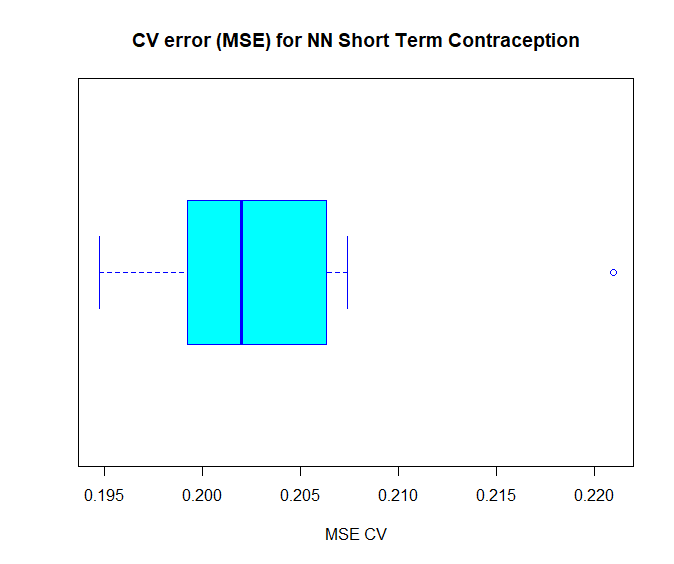 CV error (MSE) for NN Short Term Contraception
0.195 0.200 0.205 0.210 0.215 0.220
MSE CV